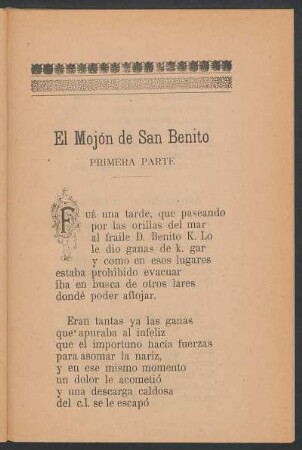 El Mojón de San Benito
PRIMERA PARTE
Fué una tarde, que paseando
por las orillas del mar
al fraile D. Benito K. Lo
le dio ganas de k. gar
y como en esos lugares
estaba prohibido evacuar
iba en busca de otros lares
dondé poder aflojar.
Eran tantas ya las ganas
que apuraba al infeliz
que el importuno hacía fuerzas
para asomar la nariz,
y en ese mismo momento
un dolor le acometió
y una descarga caldosa
del c.l. se le escapó